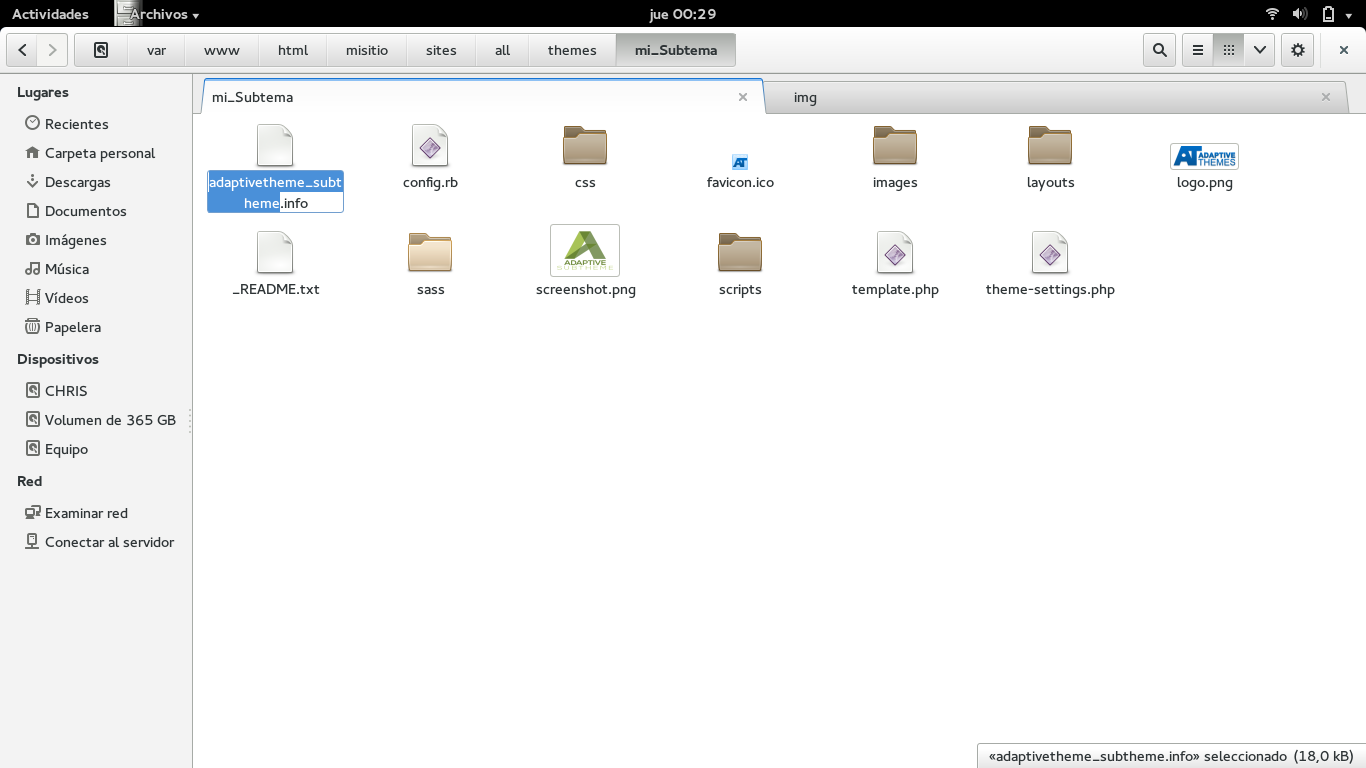 Actividades
Archivos
jue 00:29
var
www
html
misitio
sites
all
themes
mi_Subtema
Lugares
Recientes
Carpeta personal
Descargas
Documentos
Imágenes
Música
Vídeos
Papelera
Dispositivos
CHRIS
Volumen de 365 GB
Equipo
Red
Examinar red
Conectar al servidor
mi_Subtema
img
adaptivetheme_subt
heme.info
config.rb
css
AT
favicon.ico
images
layouts
AT ADAPTIVE
THEMES
logo.png
_README.txt
sass
ADAPTIVE
SUBTHEME
screenshot.png
scripts
template.php
theme-settings.php
«adaptivetheme_subtheme.info» seleccionado (18,0 kB)